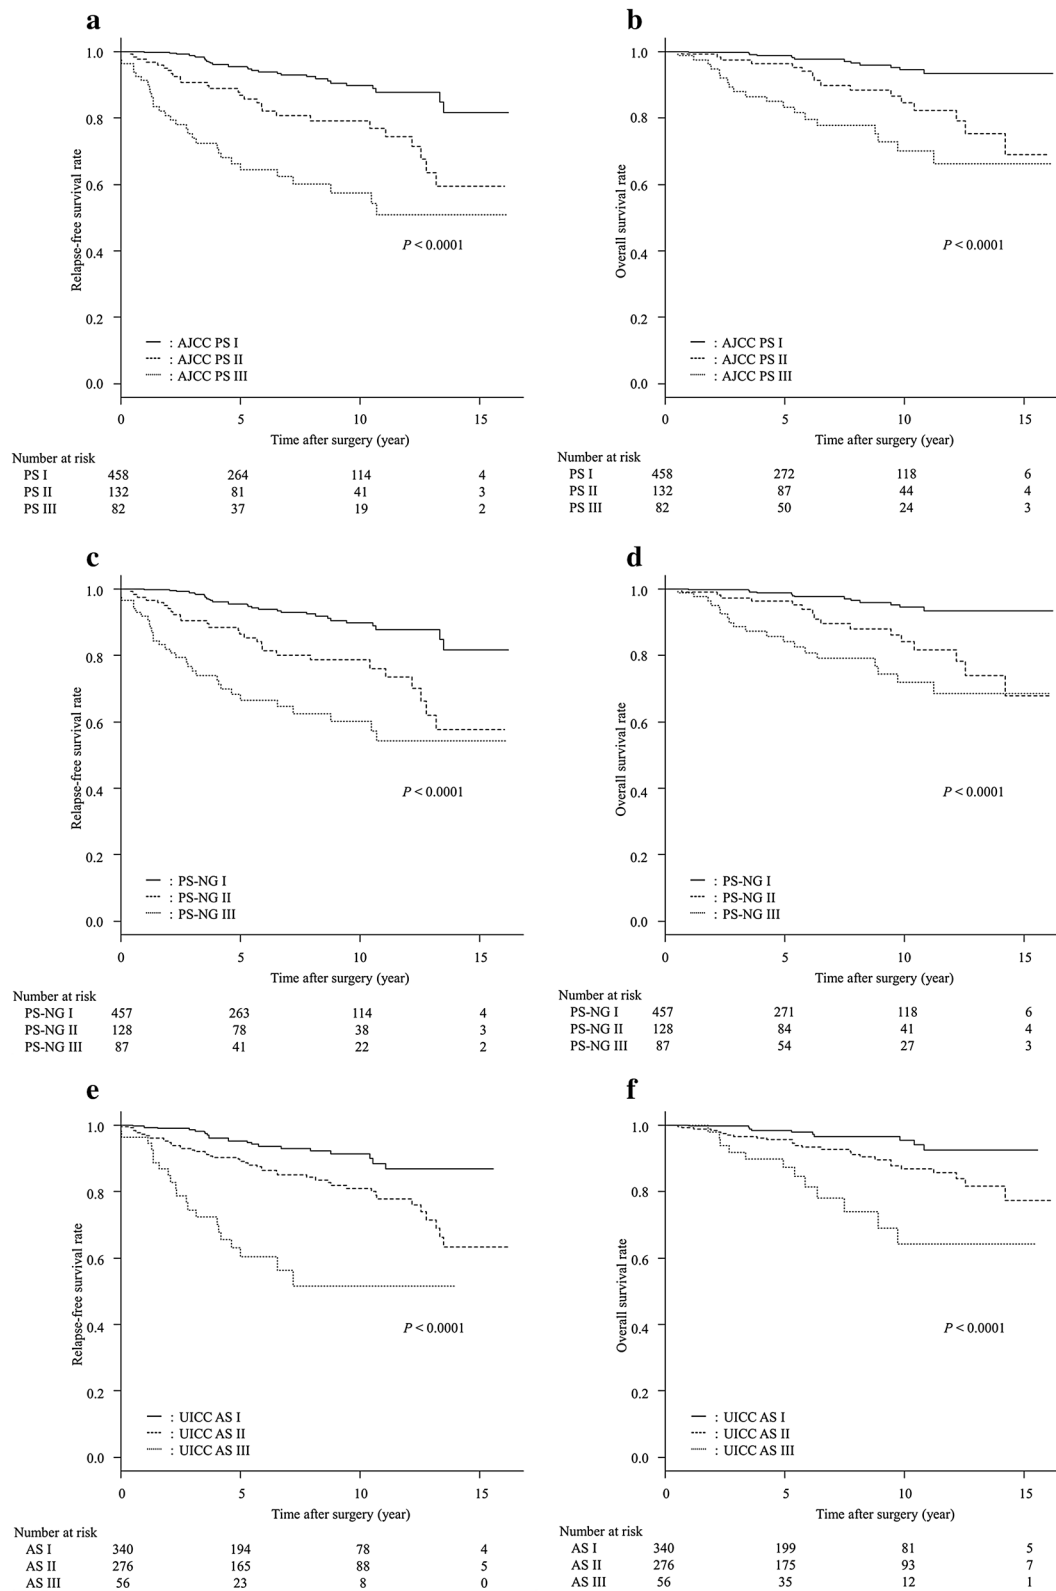 a
1.0
0.8
0.6
0.4
0.2
0.0
Relapse-free survival rate
P < 0.0001
: AJCC PS I
: AJCC PS II
: AJCC PS III
0 5 10 15
Time after surgery (year)
Number at risk
PS I 458 264 114 4
PS II 132 81 41 3
PS III 82 37 19 2
b
1.0
0.8
0.6
0.4
0.2
0.0
Overall survival rate
P < 0.0001
: AJCC PS I
: AJCC PS II
: AJCC PS III
0 5 10 15
Time after surgery (year)
Number at risk
PS I 458 272 118 6
PS II 132 87 44 4
PS III 82 50 24 3
c
1.0
0.8
0.6
0.4
0.2
0.0
Relapse-free survival rate
P < 0.0001
: PS-NG I
: PS-NG II
: PS-NG III
0 5 10 15
Time after surgery (year)
Number at risk
PS-NG I 457 263 114 4
PS-NG II 128 78 38 3
PS-NG III 87 41 22 2
d
1.0
0.8
0.6
0.4
0.2
0.0
Overall survival rate
P < 0.0001
: PS-NG I
: PS-NG II
: PS-NG III
0 5 10 15
Time after surgery (year)
Number at risk
PS-NG I 457 271 118 6
PS-NG II 128 84 41 4
PS-NG III 87 54 27 3
e
1.0
0.8
0.6
0.4
0.2
0.0
Relapse-free survival rate
P < 0.0001
: UICC AS I
: UICC AS II
: UICC AS III
0 5 10 15
Time after surgery (year)
Number at risk
AS I 340 194 78 4
AS II 276 165 88 5
AS III 56 23 8 0
f
1.0
0.8
0.6
0.4
0.2
0.0
Overall survival rate
P < 0.0001
: UICC AS I
: UICC AS II
: UICC AS III
0 5 10 15
Time after surgery (year)
Number at risk
AS I 340 199 81 5
AS II 276 175 93 7
AS III 56 35 12 1